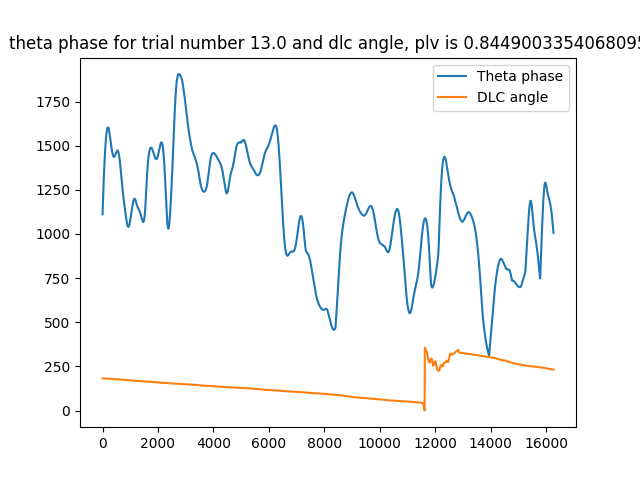 theta phase for trial number 13.0 and dlc angle, plv is 0.8449003354068095
Theta phase
DLC angle
1750
1500
1250
1000
750
500
250
0
0 2000 4000 6000 8000 10000 12000 14000 16000